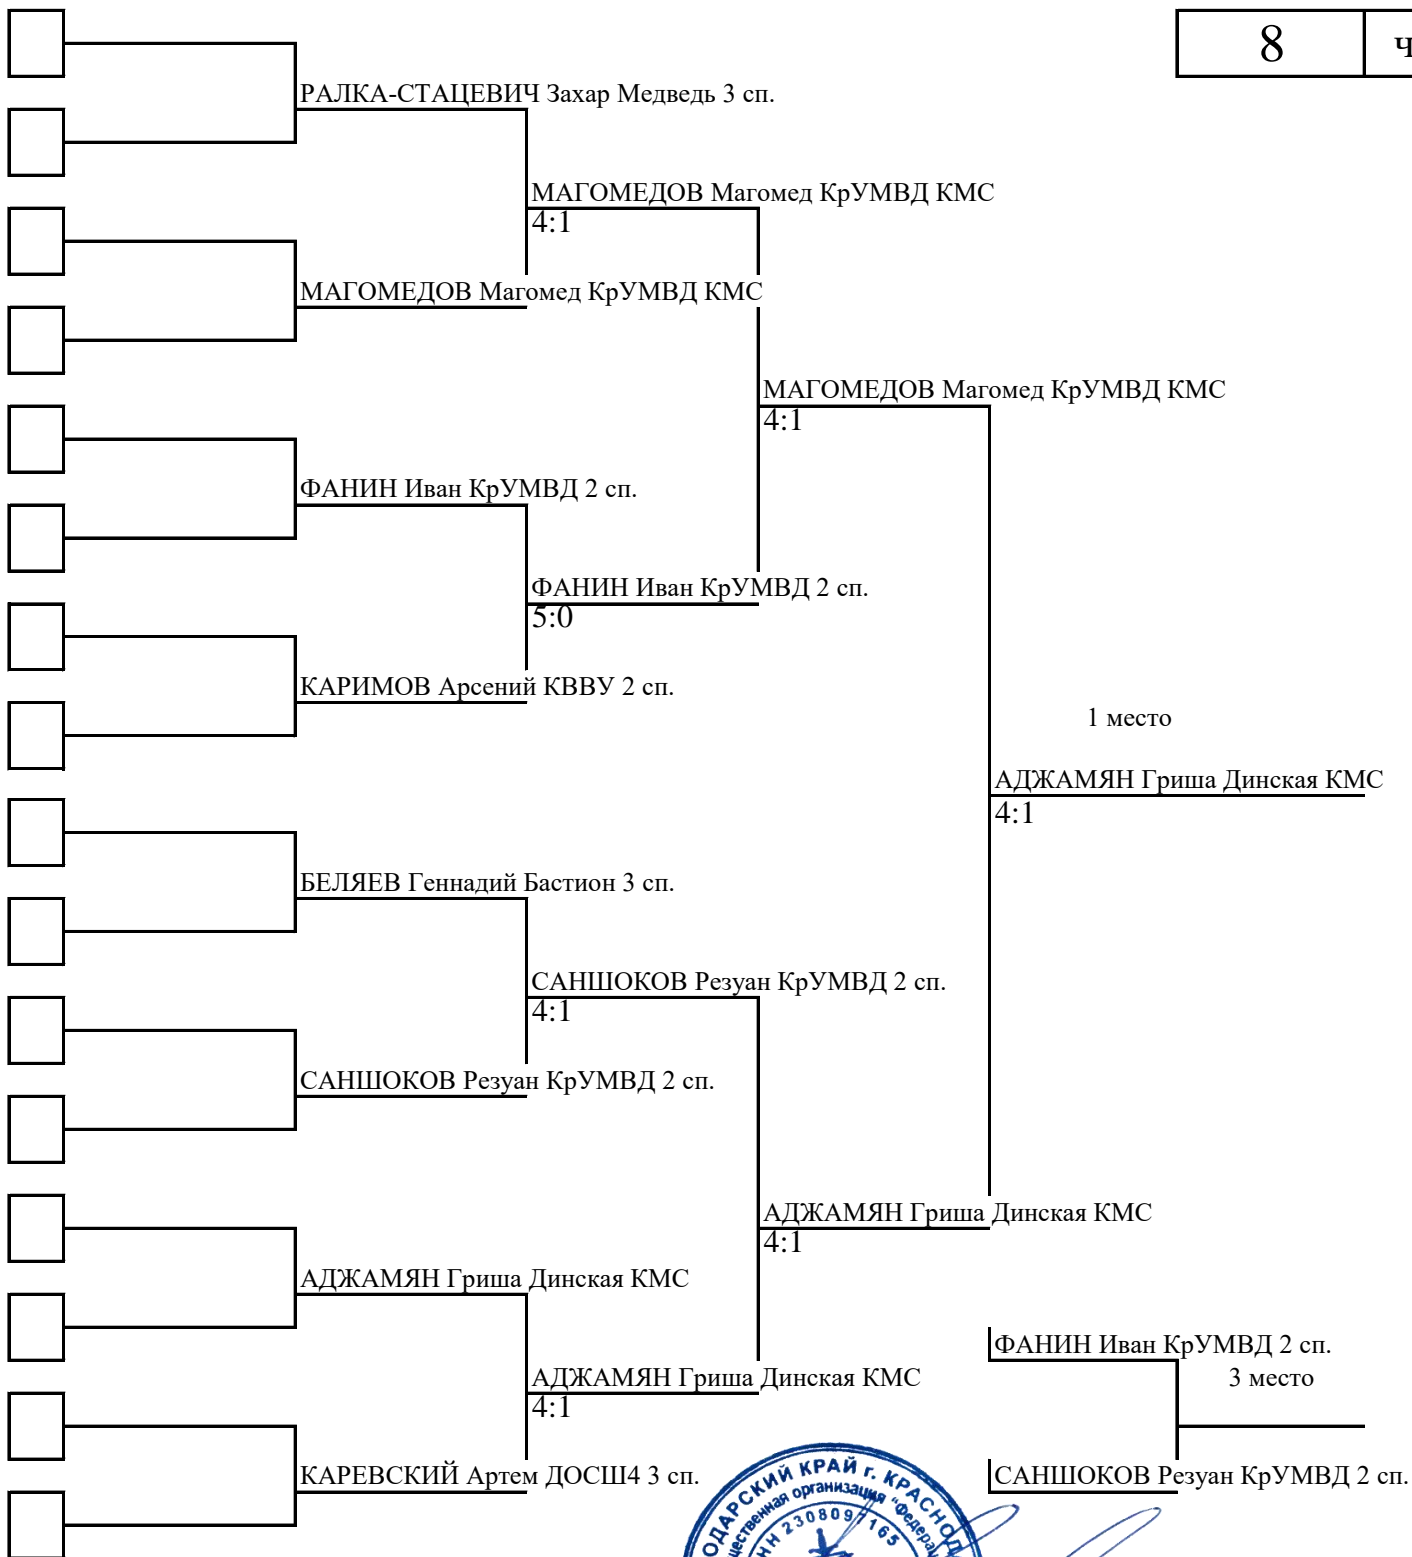 8
РАЛКА-СТАЦЕВИЧ Захар Медведь 3 сп.
МАГОМЕДОВ Магомед КрУМВД КМС
4:1
МАГОМЕДОВ Магомед КрУМВД КМС
МАГОМЕДОВ Магомед КрУМВД КМС
4:1
ФАНИН Иван КрУМВД 2 сп.
ФАНИН Иван КрУМВД 2 сп.
5:0
КАРИМОВ Арсений КВВУ 2 сп.
1 место
АДЖАМЯН Гриша Динская КМС
4:1
БЕЛЯЕВ Геннадий Бастион 3 сп.
САНШОКОВ Резуан КрУМВД 2 сп.
4:1
САНШОКОВ Резуан КрУМВД 2 сп.
АДЖАМЯН Гриша Динская КМС
4:1
АДЖАМЯН Гриша Динская КМС
ФАНИН Иван КрУМВД 2 сп.
АДЖАМЯН Гриша Динская КМС
3 место
4:1
КАРЕВСКИЙ Артем ДОСШ4 3 сп.
САНШОКОВ Резуан КрУМВД 2 сп.
КРАЙ г.
организация
2308097165